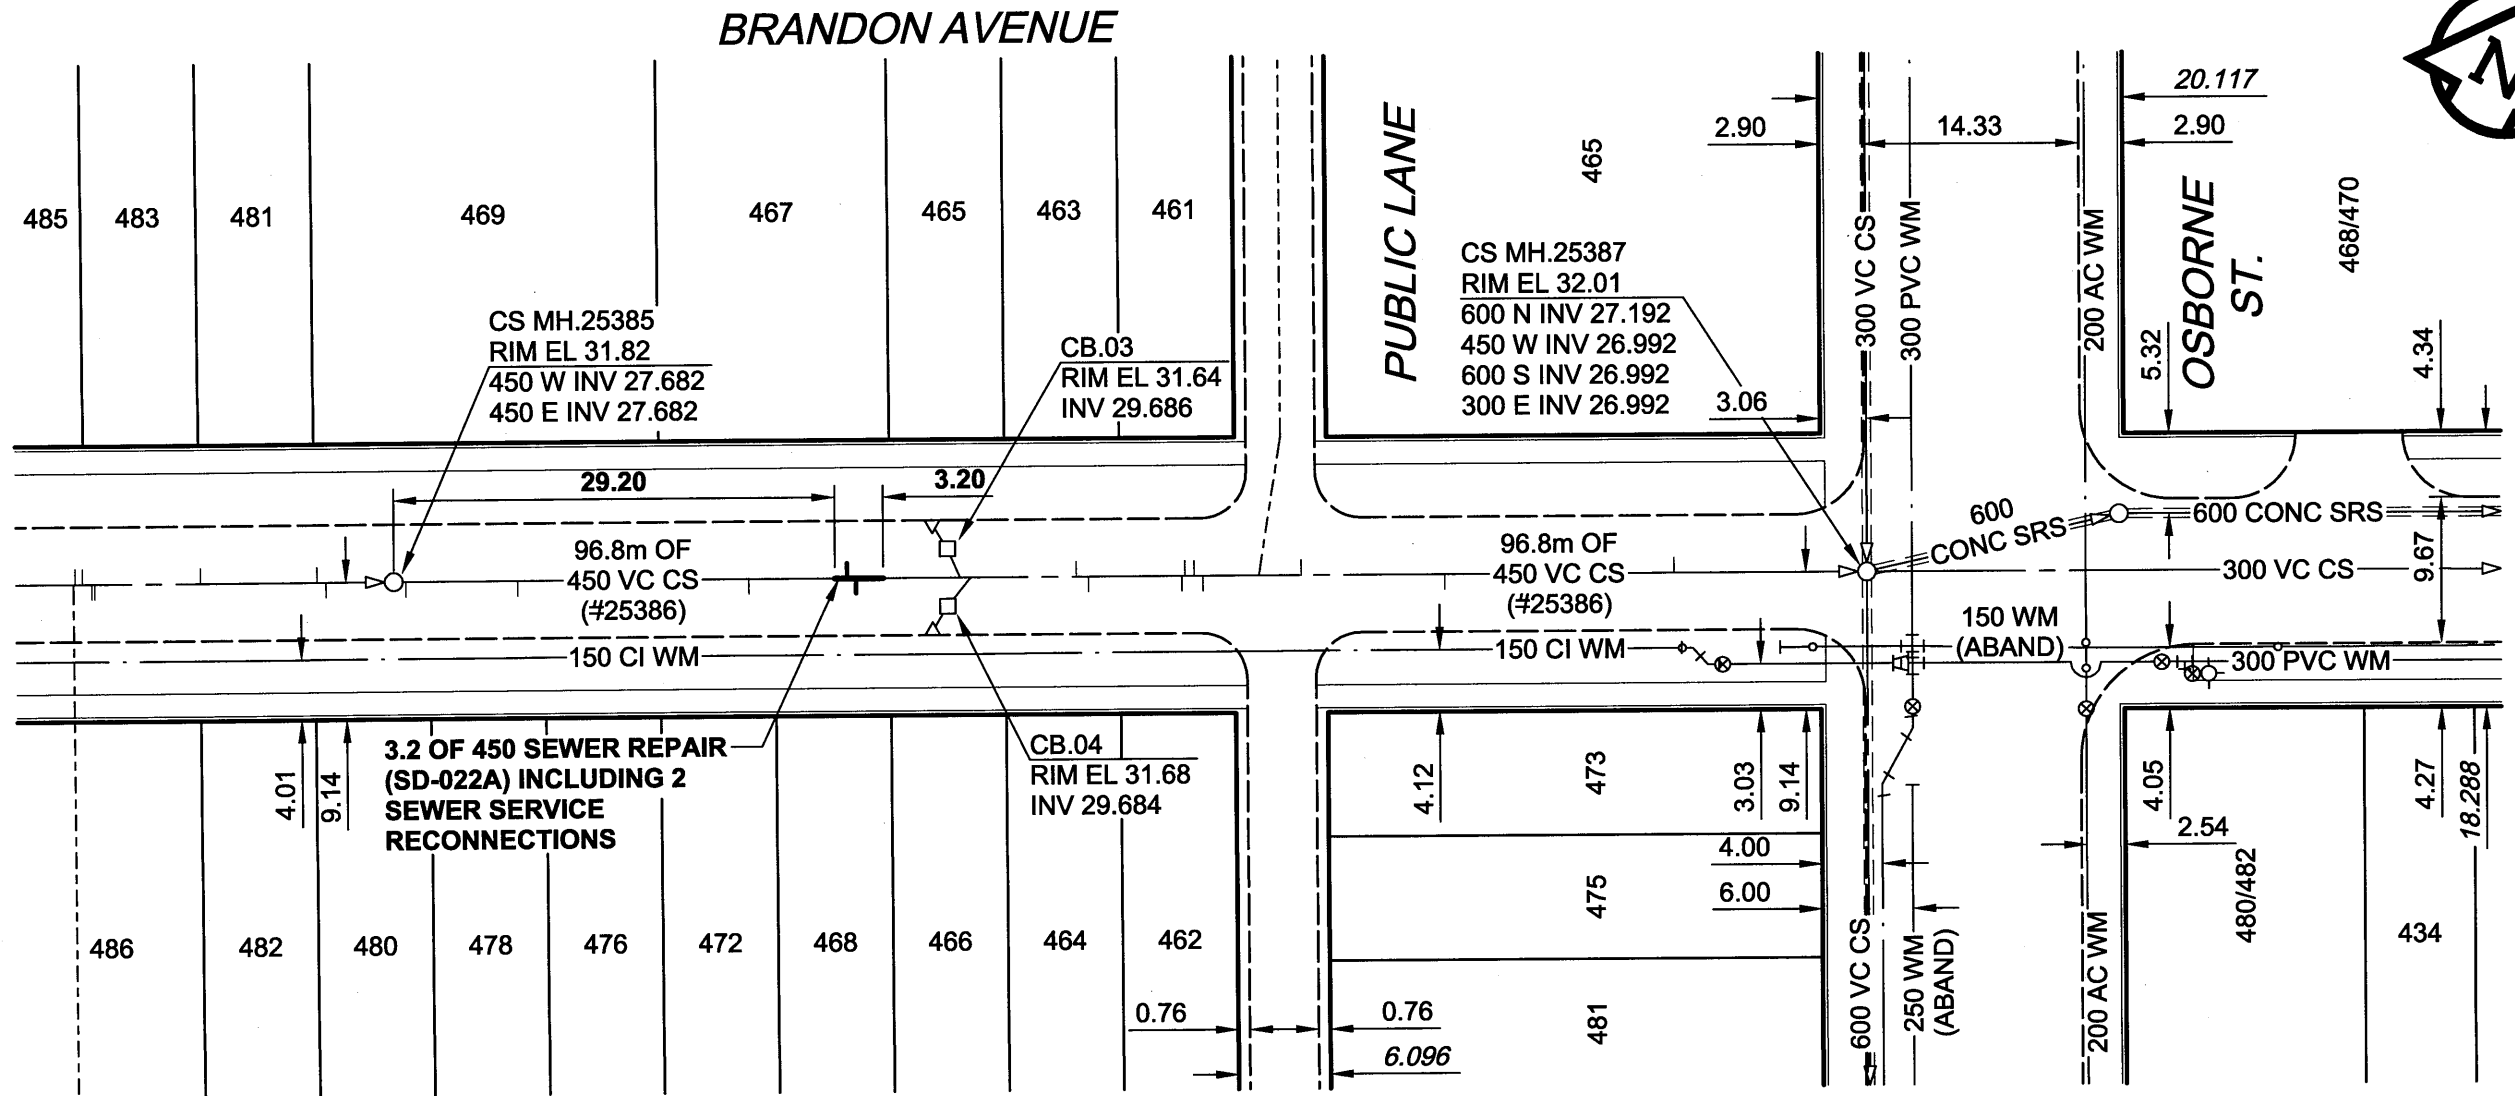 BRANDON AVENUE
N
485
483
481
469
467
465
463
461
PUBLIC LANE
465
2.90
14.33
20.117
2.90
OSBORNE
ST.
468/470
300 VC CS
300 PVC WM
200 AC WM
5.32
4.34
CS MH.25385
RIM EL 31.82
450 W INV 27.682
450 E INV 27.682
CB.03
RIM EL 31.64
INV 29.686
CS MH.25387
RIM EL 32.01
600 N INV 27.192
450 W INV 26.992
600 S INV 26.992
300 E INV 26.992
3.06
29.20
3.20
96.8m OF
450 VC CS
(#25386)
96.8m OF
450 VC CS
(#25386)
600
CONC SRS
600 CONC SRS
300 VC CS
9.67
150 CI WM
150 CI WM
150 WM
(ABAND)
300 PVC WM
3.2 OF 450 SEWER REPAIR
(SD-022A) INCLUDING 2
SEWER SERVICE
RECONNECTIONS
4.01
9.14
CB.04
RIM EL 31.68
INV 29.684
4.12
473
3.03
9.14
4.05
4.27
18.288
2.54
4.00
6.00
475
480/482
434
486
482
480
478
476
472
468
466
464
462
0.76
0.76
6.096
481
600 VC CS
250 WM
(ABAND)
200 AC WM